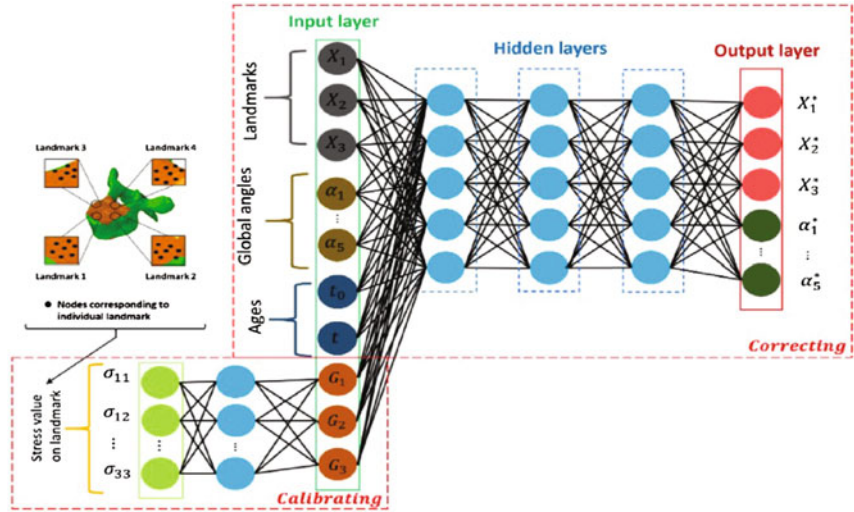 Input layer
Hidden layers
Output layer
Landmarks
X₁
X₂
X₃
Global angles
α₁
⋮
α₅
Ages
t₀
t
X₁*
X₂*
X₃*
α₁*
⋮
α₅*
Correcting
Landmark 3
Landmark 4
Landmark 1
Landmark 2
Nodes corresponding to
individual landmark
Stress value
on landmark
σ₁₁
σ₁₂
⋮
σ₃₃
G₁
G₂
G₃
Calibrating